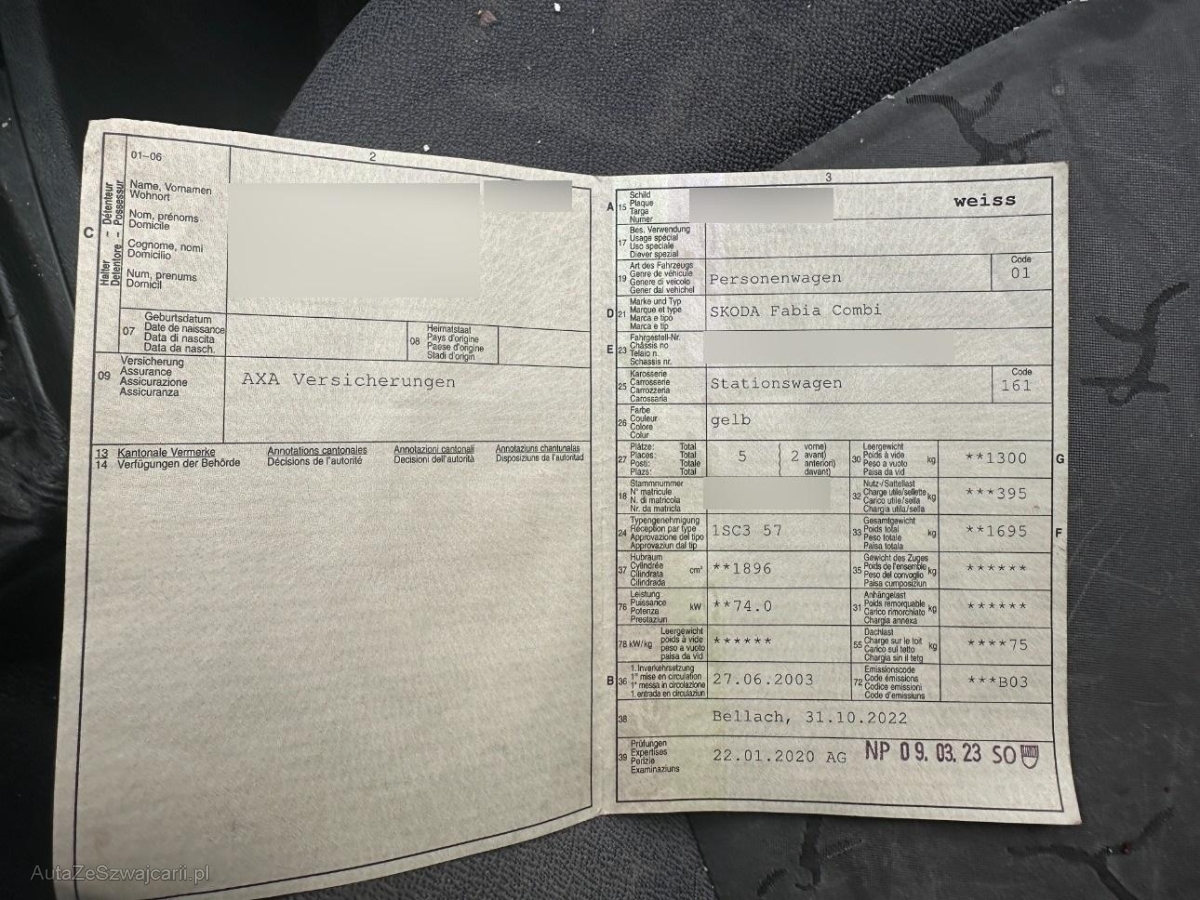 2
01–06
Name, Vornamen
Wohnort
Nom, prénoms
Domicile
Cognome, nomi
Domicilio
Num, prenums
Domicil
C
Halter – Détenteur
Detentore – Possessur
07
Geburtsdatum
Date de naissance
Data di nascita
Data da nasch.
08
Heimatstaat
Pays d'origine
Paese d'origine
Stadi d'origin
09
Versicherung
Assurance
Assicurazione
Assicuranza
AXA Versicherungen
13 Kantonale Vermerke Annotations cantonales Annotazioni cantonali Annotaziuns chantunalas
14 Verfügungen der Behörde Décisions de l'autorité Decisioni dell'autorità Disposiziuns da l'autoritad
3
A 15
Schild
Plaque
Targa
Numer
weiss
17
Bes. Verwendung
Usage spécial
Uso speciale
Diever spezial
19
Art des Fahrzeugs
Genre de véhicule
Genere di veicolo
Gener dal vehichel
Personenwagen
Code
01
D 21
Marke und Typ
Marque et type
Marca e tipo
Marca e tip
SKODA Fabia Combi
E 23
Fahrgestell-Nr.
Châssis no
Telaio n.
Schassis nr.
25
Karosserie
Carrosserie
Carrozzeria
Carossaria
Stationswagen
Code
161
26
Farbe
Couleur
Colore
Colur
gelb
27
Plätze: Total
Places: Total
Posti: Totale
Plazs: Total
5
( 2 vorne)
avant)
anteriori)
davant)
30
Leergewicht
Poids à vide
Peso a vuoto
Paisa da vid
kg
**1300
G
18
Stammnummer
N° matricule
N. di matricola
Nr. da matricla
32
Nutz-/Sattellast
Charge utile/sellette
Carico utile/sella
Chargia utila/sella
kg
***395
24
Typengenehmigung
Réception par type
Approvazione del tipo
Approvaziun dal tip
1SC3 57
33
Gesamtgewicht
Poids total
Peso totale
Paisa totala
kg
**1695
F
37
Hubraum
Cylindrée
Cilindrata
Cilindrada
cm³
**1896
35
Gewicht des Zuges
Poids de l'ensemble
Peso del convoglio
Paisa cumposiziun
kg
******
76
Leistung
Puissance
Potenza
Prestaziun
kW
**74.0
31
Anhängelast
Poids remorquable
Carico rimorchiato
Chargia annexa
kg
******
78 kW/kg
Leergewicht
poids à vide
peso a vuoto
paisa da vid
******
55
Dachlast
Charge sur le toit
Carico sul tetto
Chargia sin il tetg
kg
****75
B 36
1. Inverkehrsetzung
1re mise en circulation
1a messa in circolazione
1. entrada en circulaziun
27.06.2003
72
Emissionscode
Code émissions
Codice emissioni
Code d'emissiuns
***B03
38
Bellach, 31.10.2022
39
Prüfungen
Expertises
Perizie
Examinaziuns
22.01.2020 AG
NP 09.03.23 SO
AutaZeSzwajcarii.pl